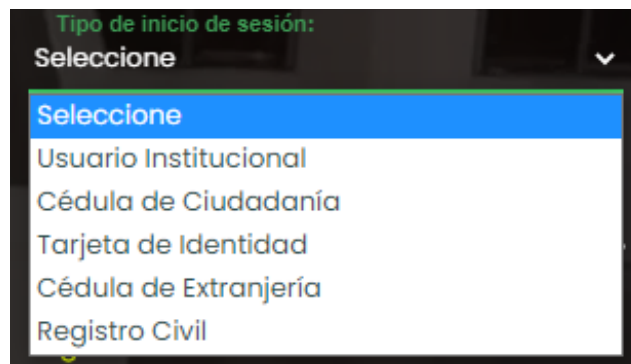 Tipo de inicio de sesión:
Seleccione
Seleccione
Usuario Institucional
Cédula de Ciudadanía
Tarjeta de Identidad
Cédula de Extranjería
Registro Civil